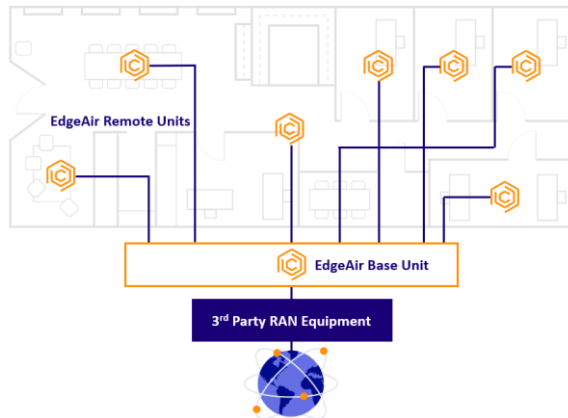 EdgeAir Remote Units
EdgeAir Base Unit
3rd Party RAN Equipment